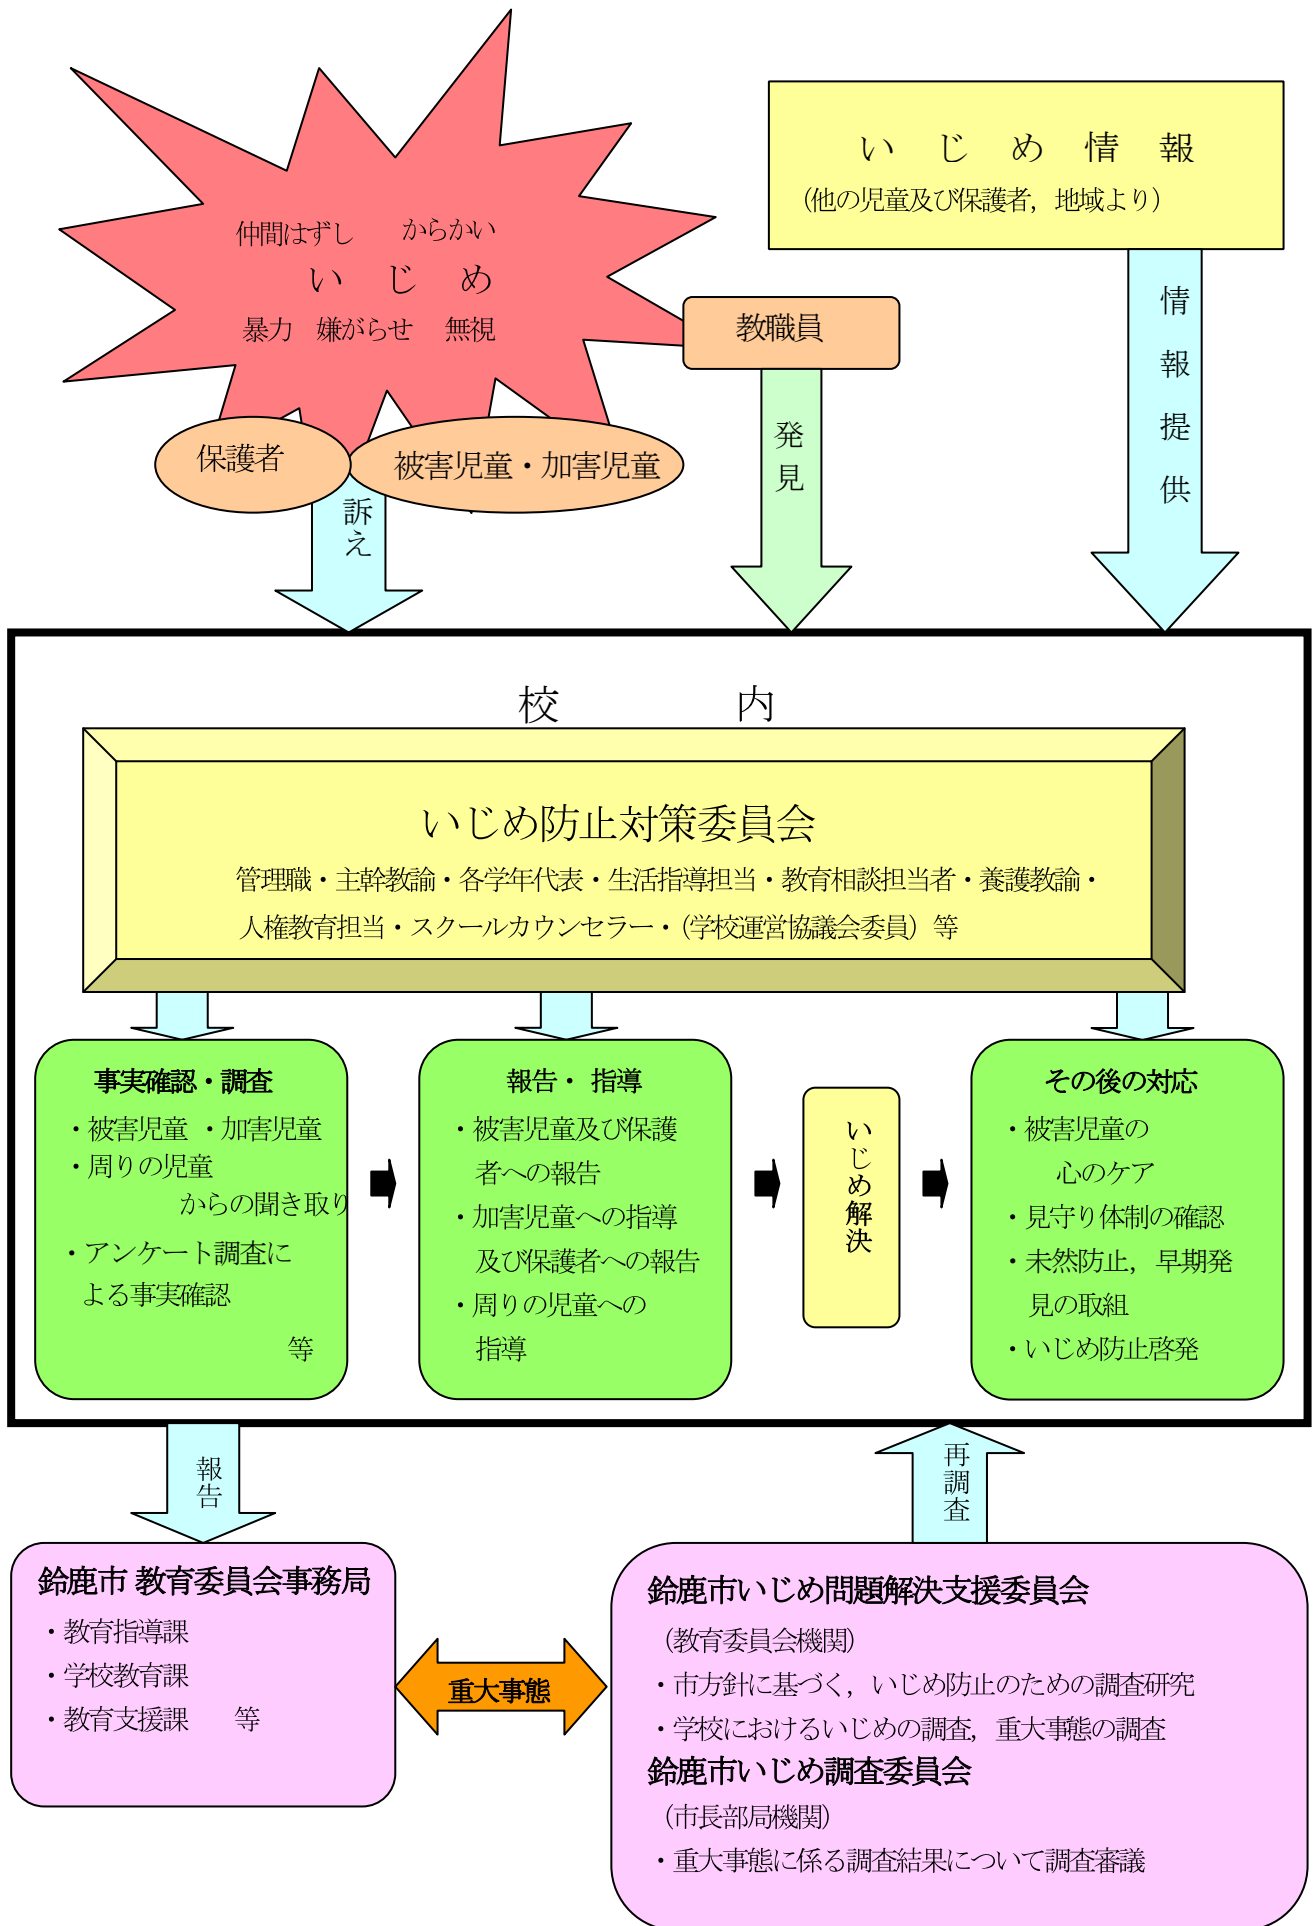 い じ め 情 報
（他の児童及び保護者，地域より）
仲間はずし からかい
い じ め
暴力 嫌がらせ 無視
教職員
保護者
被害児童・加害児童
訴え
発見
情報提供
校 内
いじめ防止対策委員会
管理職・主幹教諭・各学年代表・生活指導担当・教育相談担当者・養護教諭・
人権教育担当・スクールカウンセラー・（学校運営協議会委員）等
事実確認・調査
・被害児童 ・加害児童
・周りの児童
からの聞き取り
・アンケート調査に
よる事実確認
等
報告・ 指導
・被害児童及び保護
者への報告
・加害児童への指導
及び保護者への報告
・周りの児童への
指導
いじめ解決
その後の対応
・被害児童の
心のケア
・見守り体制の確認
・未然防止，早期発
見の取組
・いじめ防止啓発
報告
再調査
鈴鹿市 教育委員会事務局
・教育指導課
・学校教育課
・教育支援課 等
重大事態
鈴鹿市いじめ問題解決支援委員会
（教育委員会機関）
・市方針に基づく，いじめ防止のための調査研究
・学校におけるいじめの調査，重大事態の調査
鈴鹿市いじめ調査委員会
（市長部局機関）
・重大事態に係る調査結果について調査審議